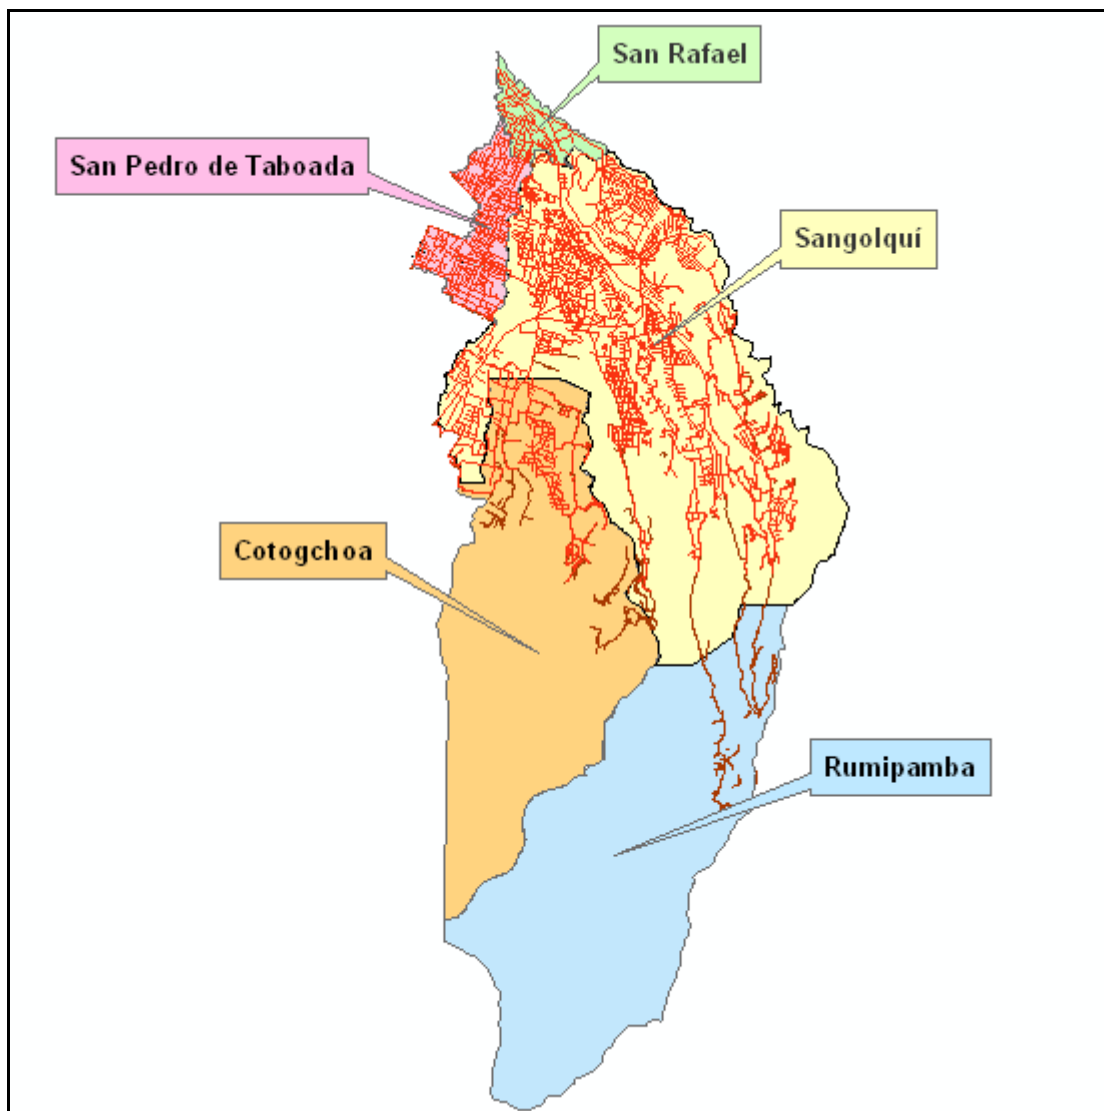 San Rafael
San Pedro de Taboada
Sangolquí
Cotogchoa
Rumipamba